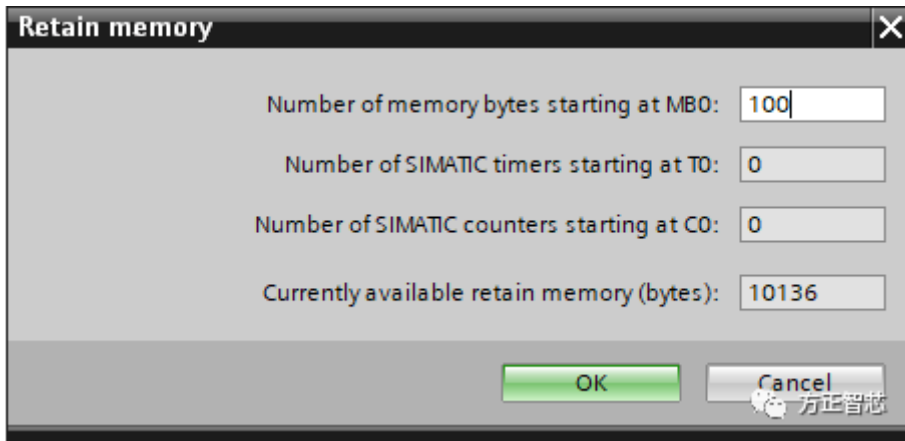 Retain memory
Number of memory bytes starting at MB0: 100
Number of SIMATIC timers starting at T0: 0
Number of SIMATIC counters starting at C0: 0
Currently available retain memory (bytes): 10136
OK Cancel
方正智芯